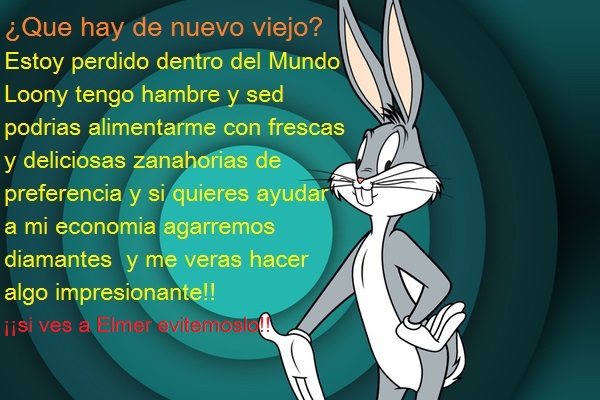 ¿Que hay de nuevo viejo?
Estoy perdido dentro del Mundo
Loony tengo hambre y sed
podrias alimentarme con frescas
y deliciosas zanahorias de
preferencia y si quieres ayudar
a mi economia agarremos
diamantes y me veras hacer
algo impresionante!!
¡¡si ves a Elmer evitemoslo!!